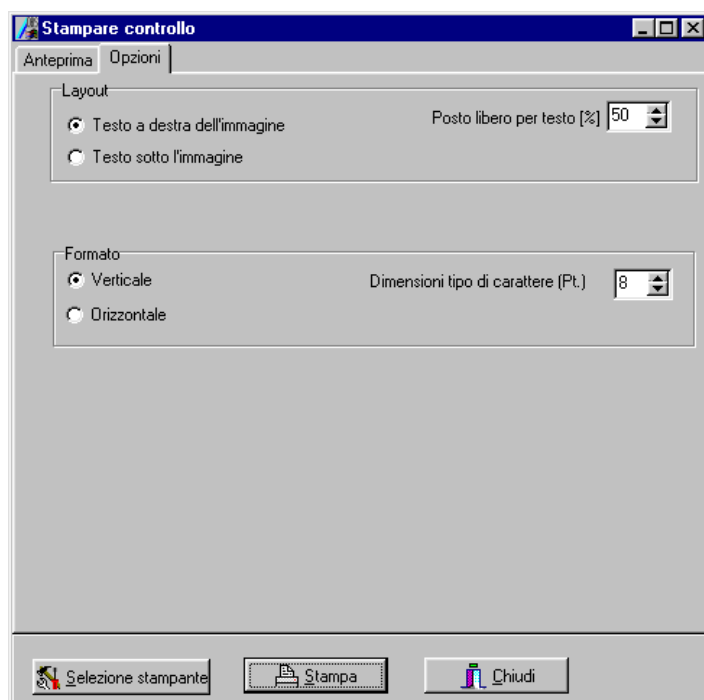 Stampare controllo
Anteprima Opzioni
Layout
Testo a destra dell'immagine Posto libero per testo [%] 50
Testo sotto l'immagine
Formato
Verticale Dimensioni tipo di carattere (Pt.) 8
Orizzontale
Selezione stampante Stampa Chiudi